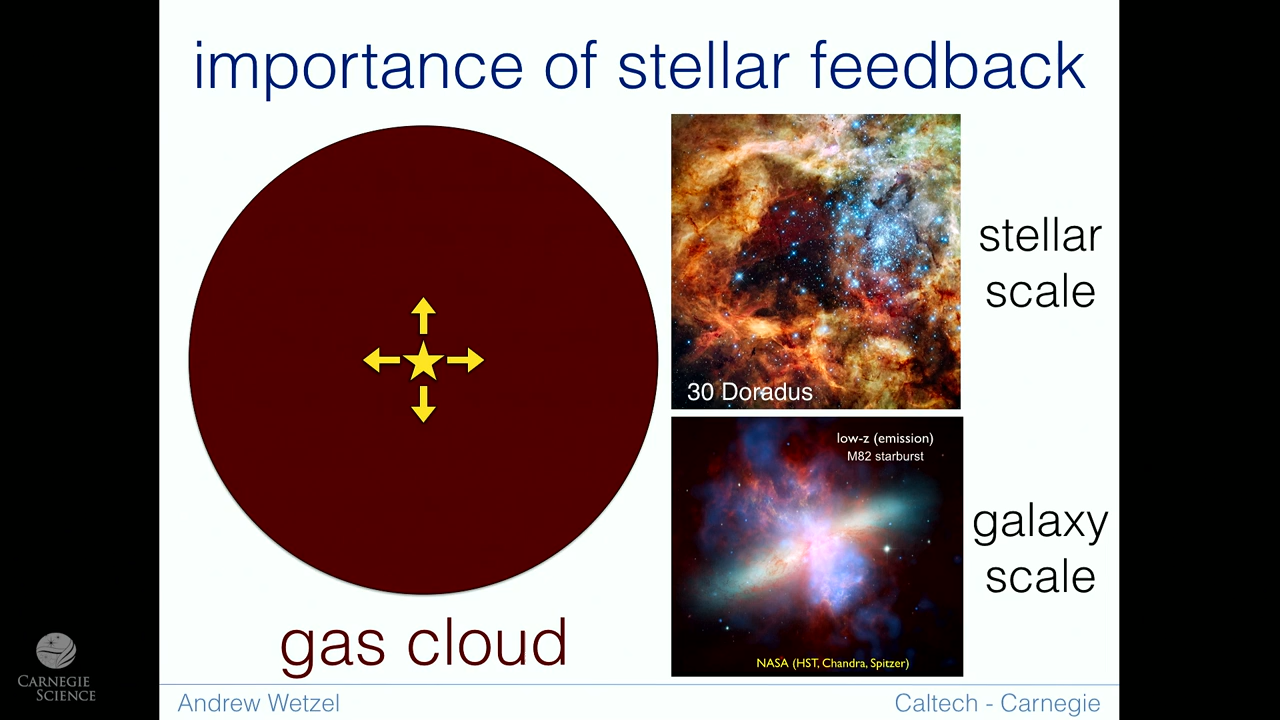 importance of stellar feedback
stellar
scale
30 Doradus
low-z (emission)
M82 starburst
galaxy
scale
NASA (HST, Chandra, Spitzer)
gas cloud
CARNEGIE
SCIENCE
Andrew Wetzel
Caltech - Carnegie